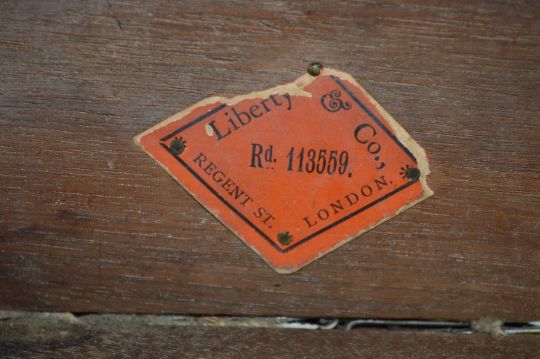 Liberty & Co.,
Rd. 113559.
REGENT ST. LONDON.